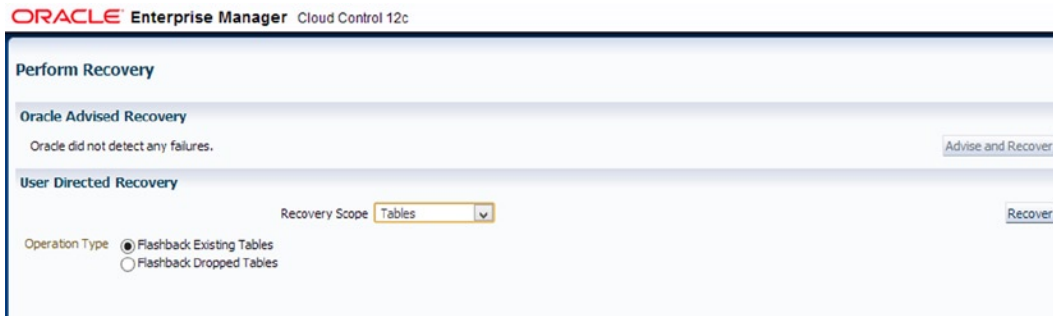 ORACLE Enterprise Manager Cloud Control 12c
Perform Recovery
Oracle Advised Recovery
Oracle did not detect any failures. Advise and Recover
User Directed Recovery
Recovery Scope Tables Recover
Operation Type Flashback Existing Tables
Flashback Dropped Tables